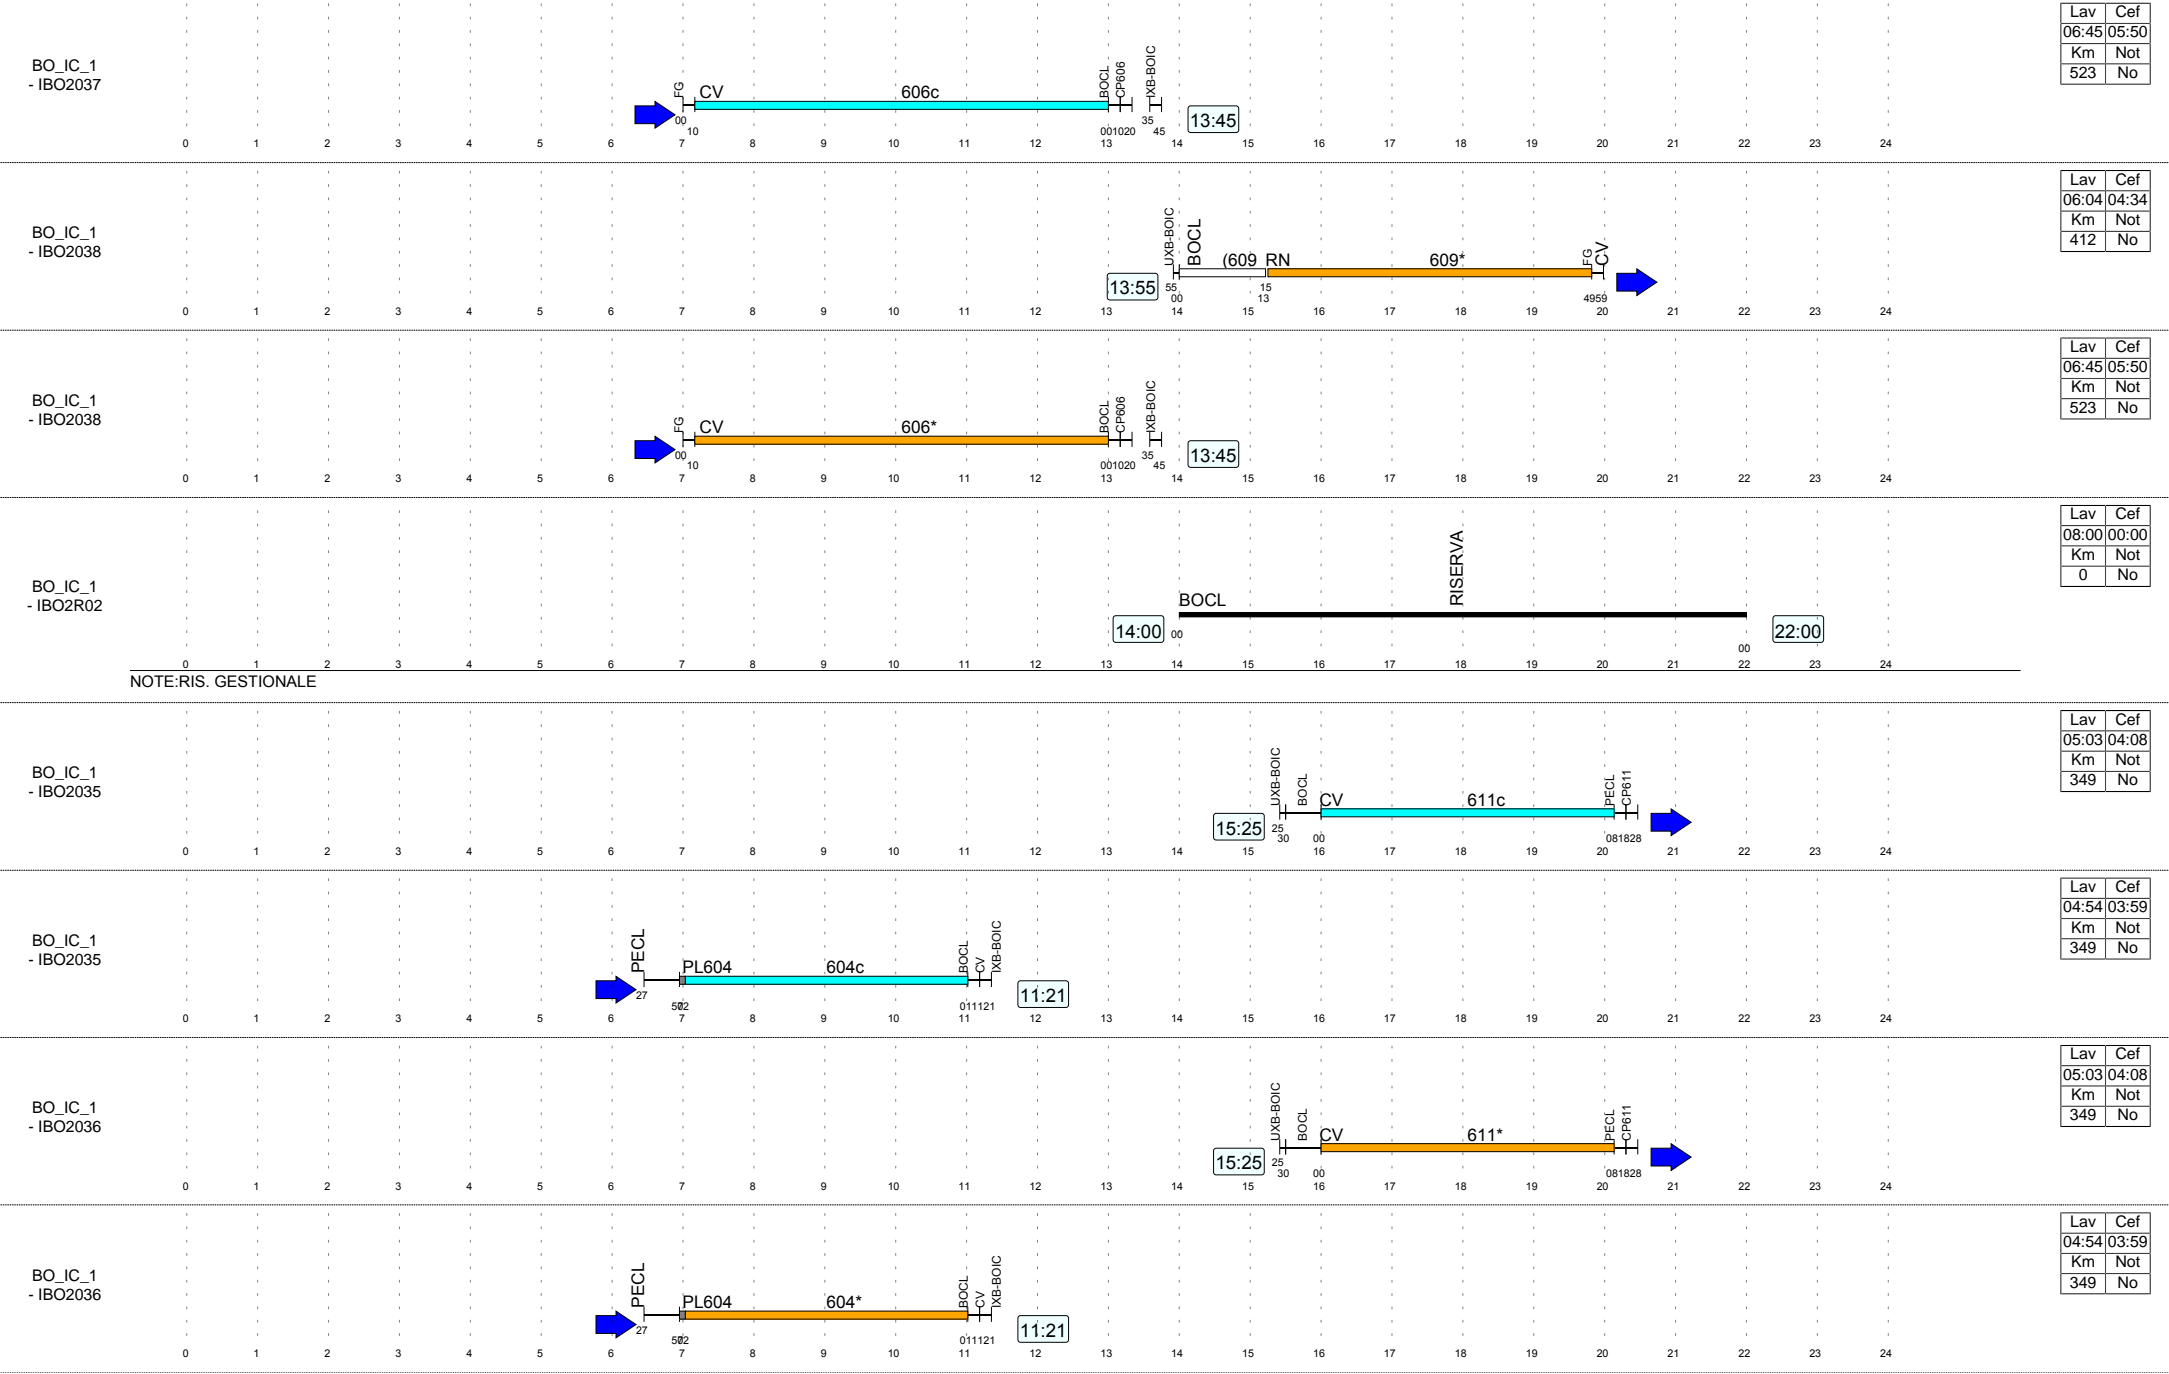 Lav Cef
06:45 05:50
Km Not
523 No
BO_IC_1
- IBO2037
FG CV 606c BOCL CP606 IXB-BOIC
00 10 00 10 20 35 45 13:45
0 1 2 3 4 5 6 7 8 9 10 11 12 13 14 15 16 17 18 19 20 21 22 23 24
Lav Cef
06:04 04:34
Km Not
412 No
BO_IC_1
- IBO2038
UXB-BOIC BOCL (609 RN 609* FG CV
13:55 55 00 15 13 49 59
0 1 2 3 4 5 6 7 8 9 10 11 12 13 14 15 16 17 18 19 20 21 22 23 24
Lav Cef
06:45 05:50
Km Not
523 No
BO_IC_1
- IBO2038
FG CV 606* BOCL CP606 IXB-BOIC
00 10 00 10 20 35 45 13:45
0 1 2 3 4 5 6 7 8 9 10 11 12 13 14 15 16 17 18 19 20 21 22 23 24
Lav Cef
08:00 00:00
Km Not
0 No
BO_IC_1
- IBO2R02
BOCL RISERVA
14:00 00 00 22:00
0 1 2 3 4 5 6 7 8 9 10 11 12 13 14 15 16 17 18 19 20 21 22 23 24
NOTE:RIS. GESTIONALE
Lav Cef
05:03 04:08
Km Not
349 No
BO_IC_1
- IBO2035
UXB-BOIC BOCL CV 611c PECL CP611
15:25 25 30 00 08 18 28
0 1 2 3 4 5 6 7 8 9 10 11 12 13 14 15 16 17 18 19 20 21 22 23 24
Lav Cef
04:54 03:59
Km Not
349 No
BO_IC_1
- IBO2035
PECL PL604 604c BOCL CV IXB-BOIC
27 01 11 21 11:21
0 1 2 3 4 5 6 7 8 9 10 11 12 13 14 15 16 17 18 19 20 21 22 23 24
Lav Cef
05:03 04:08
Km Not
349 No
BO_IC_1
- IBO2036
UXB-BOIC BOCL CV 611* PECL CP611
15:25 25 30 00 08 18 28
0 1 2 3 4 5 6 7 8 9 10 11 12 13 14 15 16 17 18 19 20 21 22 23 24
Lav Cef
04:54 03:59
Km Not
349 No
BO_IC_1
- IBO2036
PECL PL604 604* BOCL CV IXB-BOIC
27 01 11 21 11:21
0 1 2 3 4 5 6 7 8 9 10 11 12 13 14 15 16 17 18 19 20 21 22 23 24